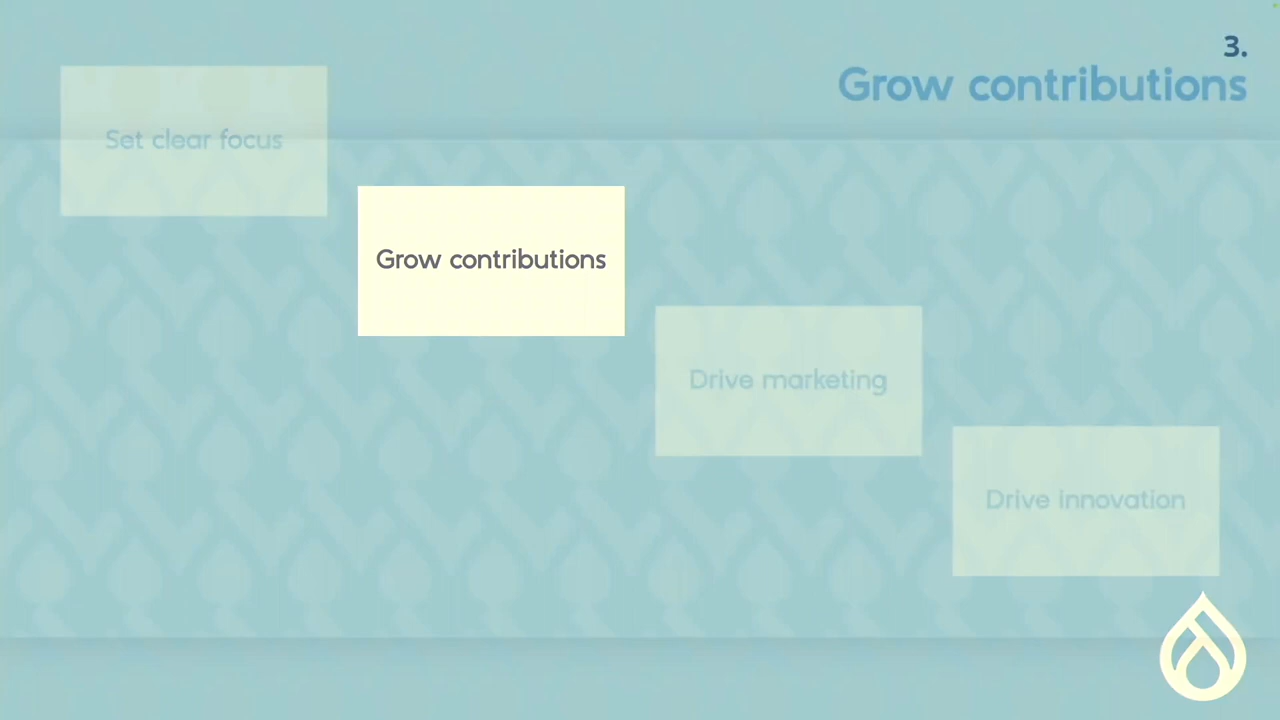 3.
Grow contributions
Set clear focus
Grow contributions
Drive marketing
Drive innovation